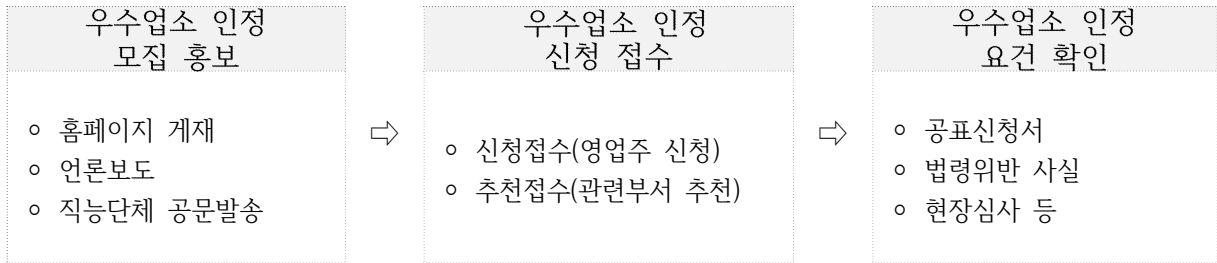 우수업소 인정
모집 홍보
○ 홈페이지 게재
○ 언론보도
○ 직능단체 공문발송
⇨
우수업소 인정
신청 접수
○ 신청접수(영업주 신청)
○ 추천접수(관련부서 추천)
⇨
우수업소 인정
요건 확인
○ 공표신청서
○ 법령위반 사실
○ 현장심사 등